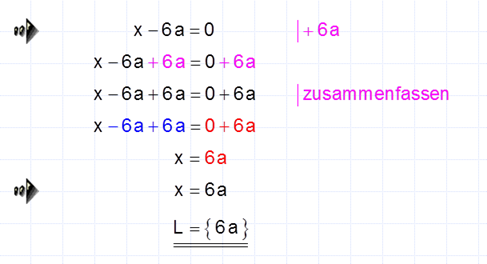 x − 6a = 0 | + 6a
x − 6a + 6a = 0 + 6a
x − 6a + 6a = 0 + 6a | zusammenfassen
x − 6a + 6a = 0 + 6a
x = 6a
x = 6a
L = {6a}